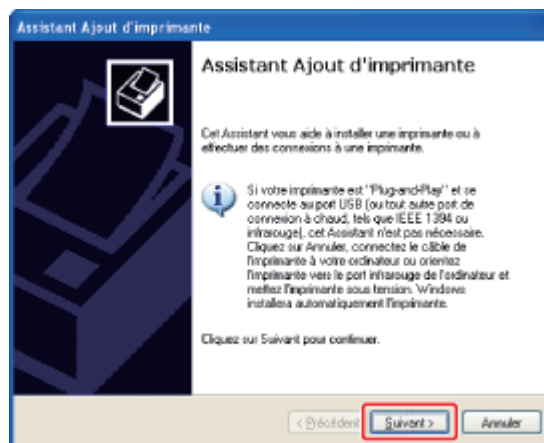 Assistant Ajout d'imprimante
Assistant Ajout d'imprimante
Cet Assistant vous aide à installer une imprimante ou à
effectuer des connexions à une imprimante.
Si votre imprimante est "Plug-and-Play" et se
connecte au port USB (ou tout autre port de
connexion à chaud, tels que IEEE 1394 ou
infrarouge), cet Assistant n'est pas nécessaire.
Cliquez sur Annuler, connectez le câble de
l'imprimante à votre ordinateur ou orientez
l'imprimante vers le port infrarouge de l'ordinateur et
mettez l'imprimante sous tension. Windows
installera automatiquement l'imprimante.
Cliquez sur Suivant pour continuer.
< Précédent Suivant > Annuler